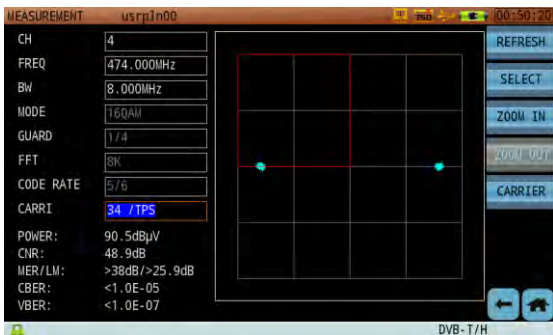 MEASUREMENT usrpIn00 75Ω 00:50:20
CH 4
FREQ 474.000MHz
BW 8.000MHz
MODE 16QAM
GUARD 1/4
FFT 8K
CODE RATE 5/6
CARRI 34 /TPS
POWER: 90.5dBµV
CNR: 48.9dB
MER/LM: >38dB/>25.9dB
CBER: <1.0E-05
VBER: <1.0E-07
REFRESH
SELECT
ZOOM IN
ZOOM OUT
CARRIER
DVB-T/H